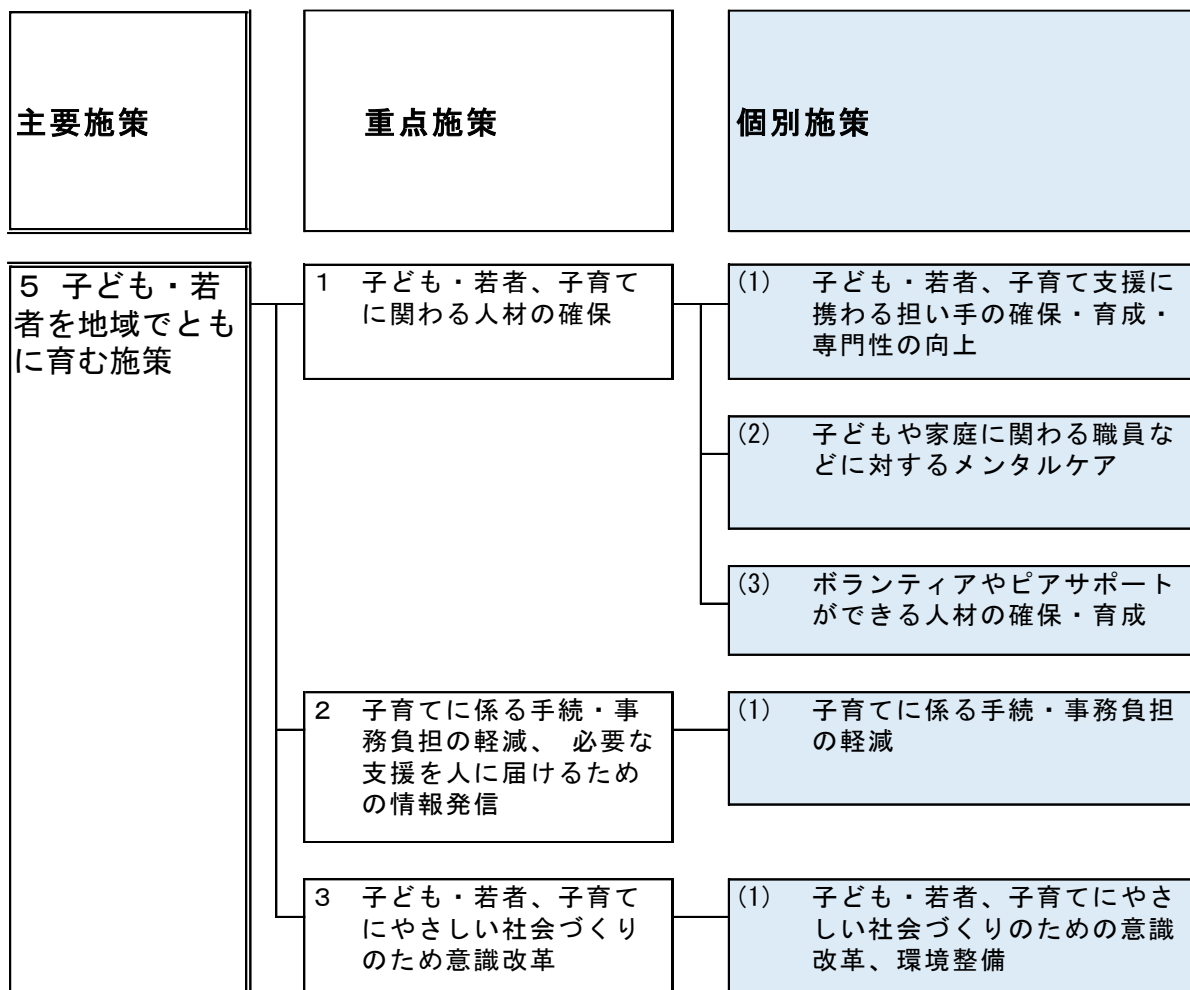 主要施策
重点施策
個別施策
５ 子ども・若
者を地域でとも
に育む施策
１ 子ども・若者、子育て
に関わる人材の確保
(1) 子ども・若者、子育て支援に
携わる担い手の確保・育成・
専門性の向上
(2) 子どもや家庭に関わる職員な
どに対するメンタルケア
(3) ボランティアやピアサポート
ができる人材の確保・育成
２ 子育てに係る手続・事
務負担の軽減、 必要な
支援を人に届けるため
の情報発信
(1) 子育てに係る手続・事務負担
の軽減
３ 子ども・若者、子育て
にやさしい社会づくり
のため意識改革
(1) 子ども・若者、子育てにやさ
しい社会づくりのための意識
改革、環境整備